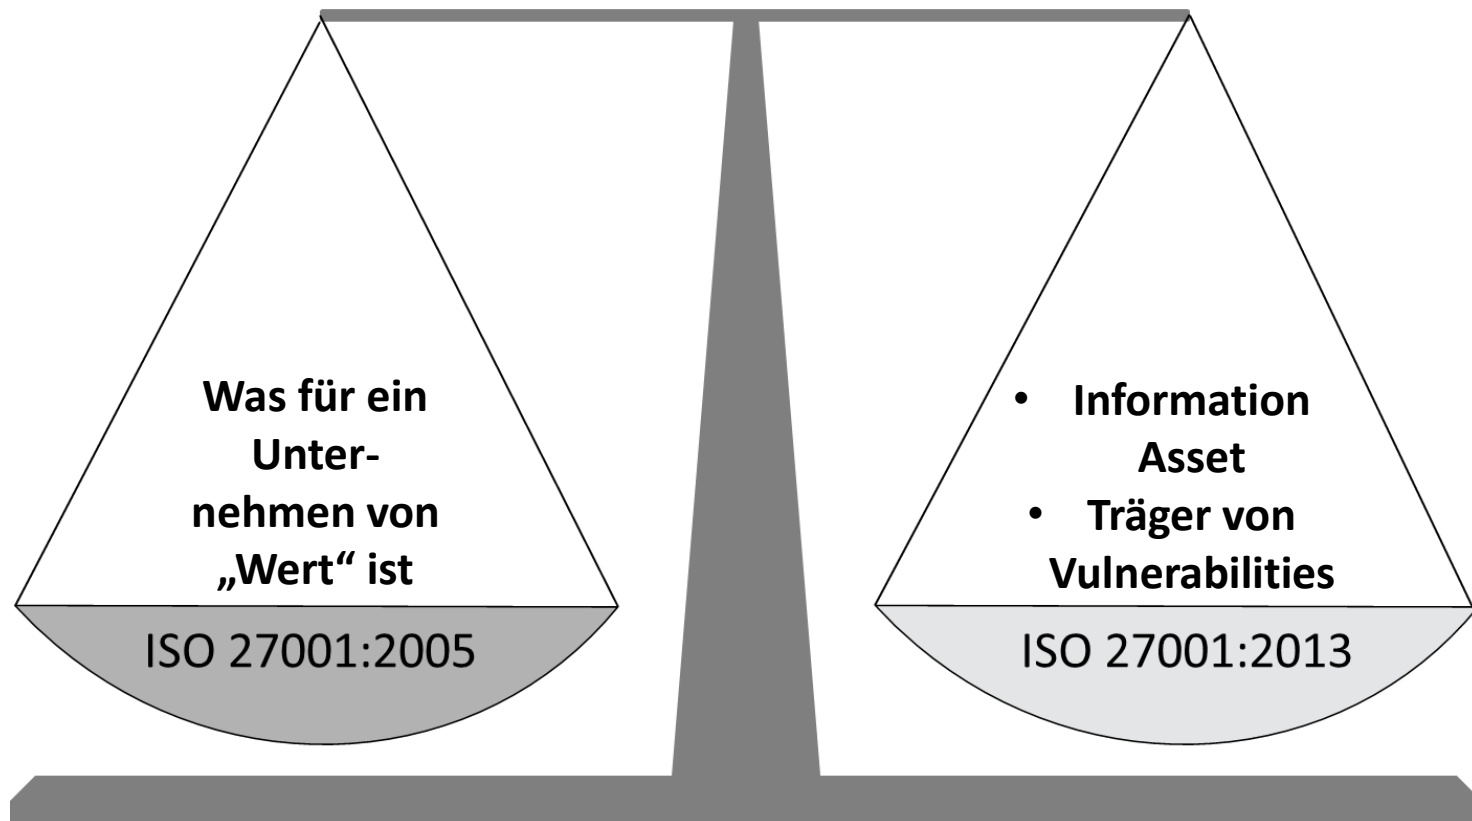 Was für ein
Unter-
nehmen von
„Wert“ ist
ISO 27001:2005
• Information
Asset
• Träger von
Vulnerabilities
ISO 27001:2013